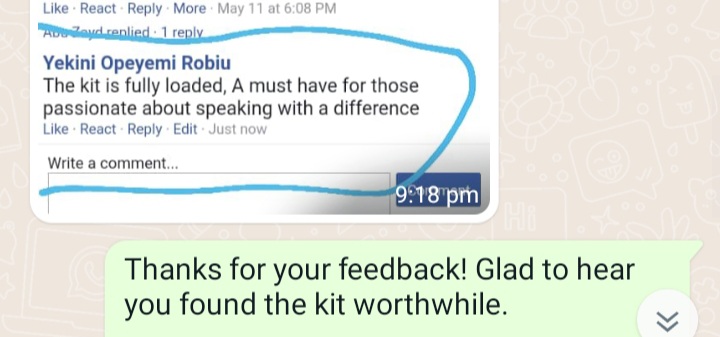 Like · React · Reply · More · May 11 at 6:08 PM
Abu Zayd replied · 1 reply
Yekini Opeyemi Robiu
The kit is fully loaded, A must have for those
passionate about speaking with a difference
Like · React · Reply · Edit · Just now
Write a comment...
Comment
9:18 pm
Thanks for your feedback! Glad to hear
you found the kit worthwhile.